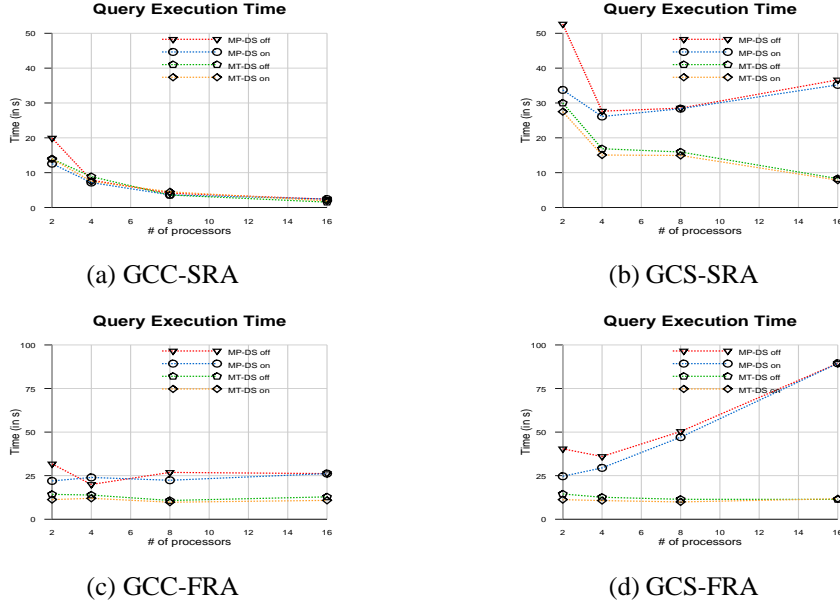 Query Execution Time
50
40
30
20
10
0
Time (in s)
MP-DS off
MP-DS on
MT-DS off
MT-DS on
2 4 6 8 10 12 14 16
# of processors
(a) GCC-SRA
Query Execution Time
50
40
30
20
10
0
Time (in s)
MP-DS off
MP-DS on
MT-DS off
MT-DS on
2 4 6 8 10 12 14 16
# of processors
(b) GCS-SRA
Query Execution Time
100
75
50
25
0
Time (in s)
MP-DS off
MP-DS on
MT-DS off
MT-DS on
2 4 6 8 10 12 14 16
# of processors
(c) GCC-FRA
Query Execution Time
100
75
50
25
0
Time (in s)
MP-DS off
MP-DS on
MT-DS off
MT-DS on
2 4 6 8 10 12 14 16
# of processors
(d) GCS-FRA